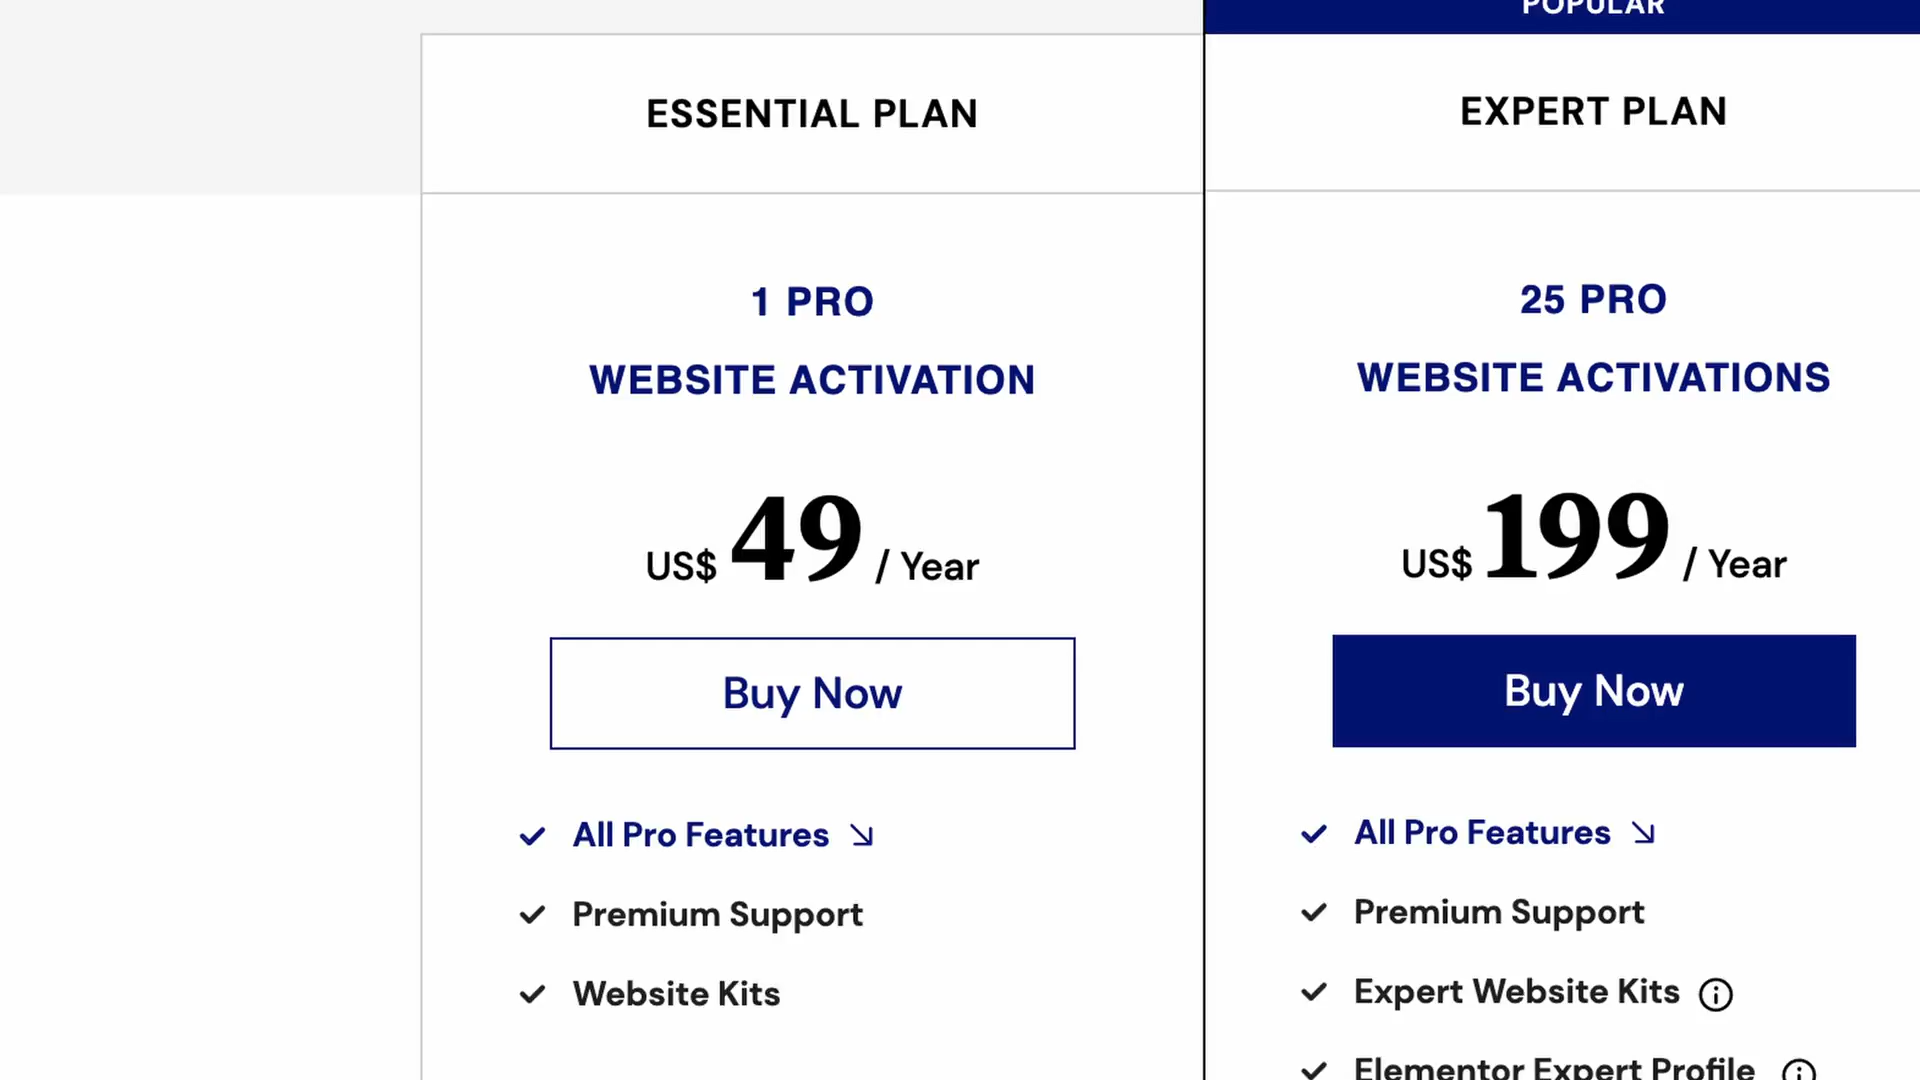 ESSENTIAL PLAN
1 PRO
WEBSITE ACTIVATION
US$ 49 / Year
Buy Now
All Pro Features
Premium Support
Website Kits
POPULAR
EXPERT PLAN
25 PRO
WEBSITE ACTIVATIONS
US$ 199 / Year
Buy Now
All Pro Features
Premium Support
Expert Website Kits
Elementor Expert Profile